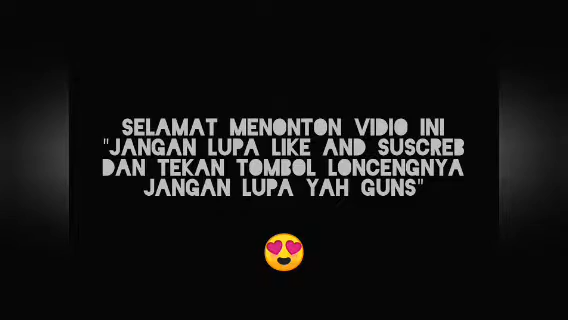 SELAMAT MENONTON VIDIO INI
"JANGAN LUPA LIKE AND SUSCREB
DAN TEKAN TOMBOL LONCENGNYA
JANGAN LUPA YAH GUNS"